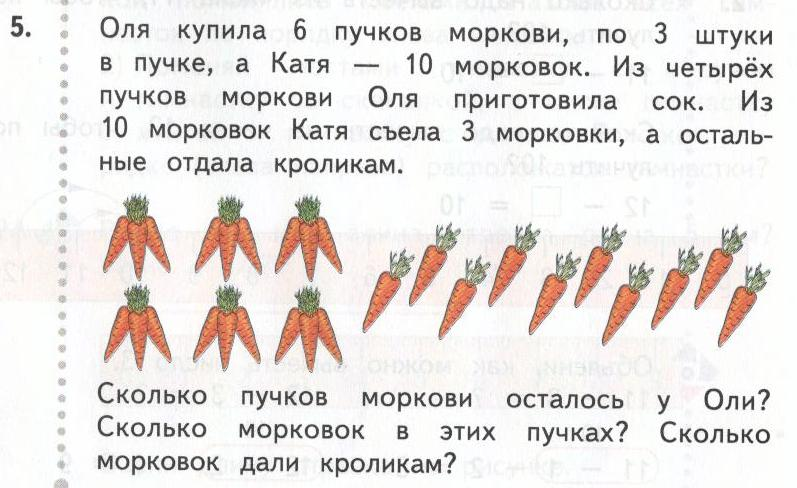 5. Оля купила 6 пучков моркови, по 3 штуки
в пучке, а Катя — 10 морковок. Из четырёх
пучков моркови Оля приготовила сок. Из
10 морковок Катя съела 3 морковки, а осталь-
ные отдала кроликам.
Сколько пучков моркови осталось у Оли?
Сколько морковок в этих пучках? Сколько
морковок дали кроликам?